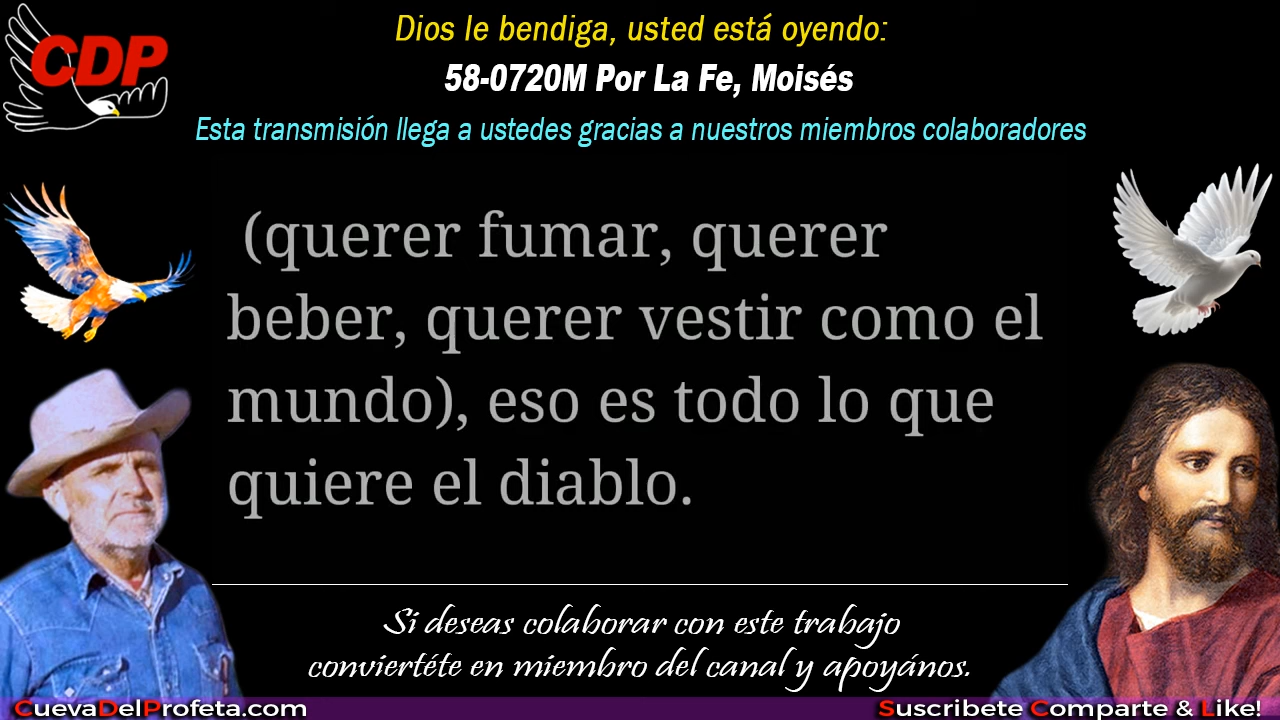 CDP
Dios le bendiga, usted está oyendo:
58-0720M Por La Fe, Moisés
Esta transmisión llega a ustedes gracias a nuestros miembros colaboradores
(querer fumar, querer
beber, querer vestir como el
mundo), eso es todo lo que
quiere el diablo.
Si deseas colaborar con este trabajo
conviertéte en miembro del canal y apoyános.
CuevaDelProfeta.com
Suscribete Comparte & Like!